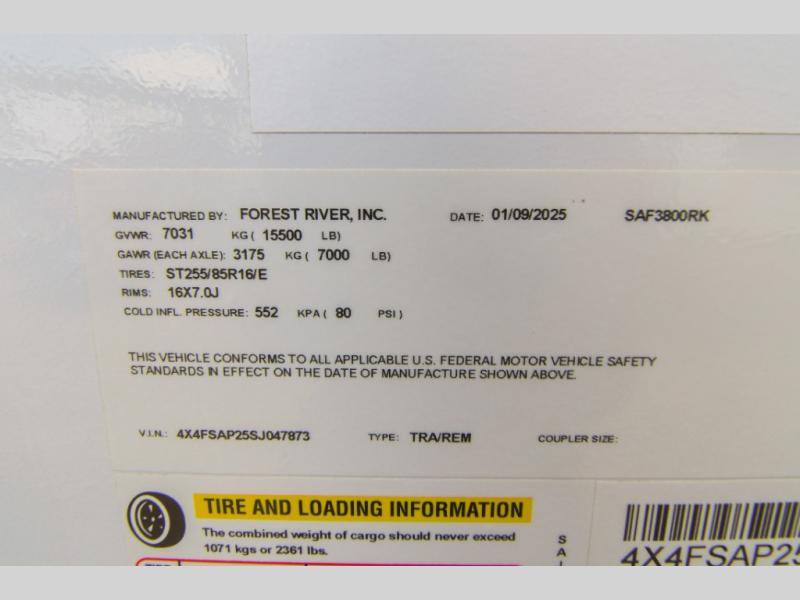 MANUFACTURED BY: FOREST RIVER, INC. DATE: 01/09/2025 SAF3800RK
GVWR: 7031 KG ( 15500 LB)
GAWR (EACH AXLE): 3175 KG ( 7000 LB)
TIRES: ST255/85R16/E
RIMS: 16X7.0J
COLD INFL. PRESSURE: 552 KPA ( 80 PSI )
THIS VEHICLE CONFORMS TO ALL APPLICABLE U.S. FEDERAL MOTOR VEHICLE SAFETY
STANDARDS IN EFFECT ON THE DATE OF MANUFACTURE SHOWN ABOVE.
V.I.N.: 4X4FSAP25SJ047873 TYPE: TRA/REM COUPLER SIZE:
TIRE AND LOADING INFORMATION
The combined weight of cargo should never exceed
1071 kgs or 2361 lbs.
S
A
4X4FSAP25